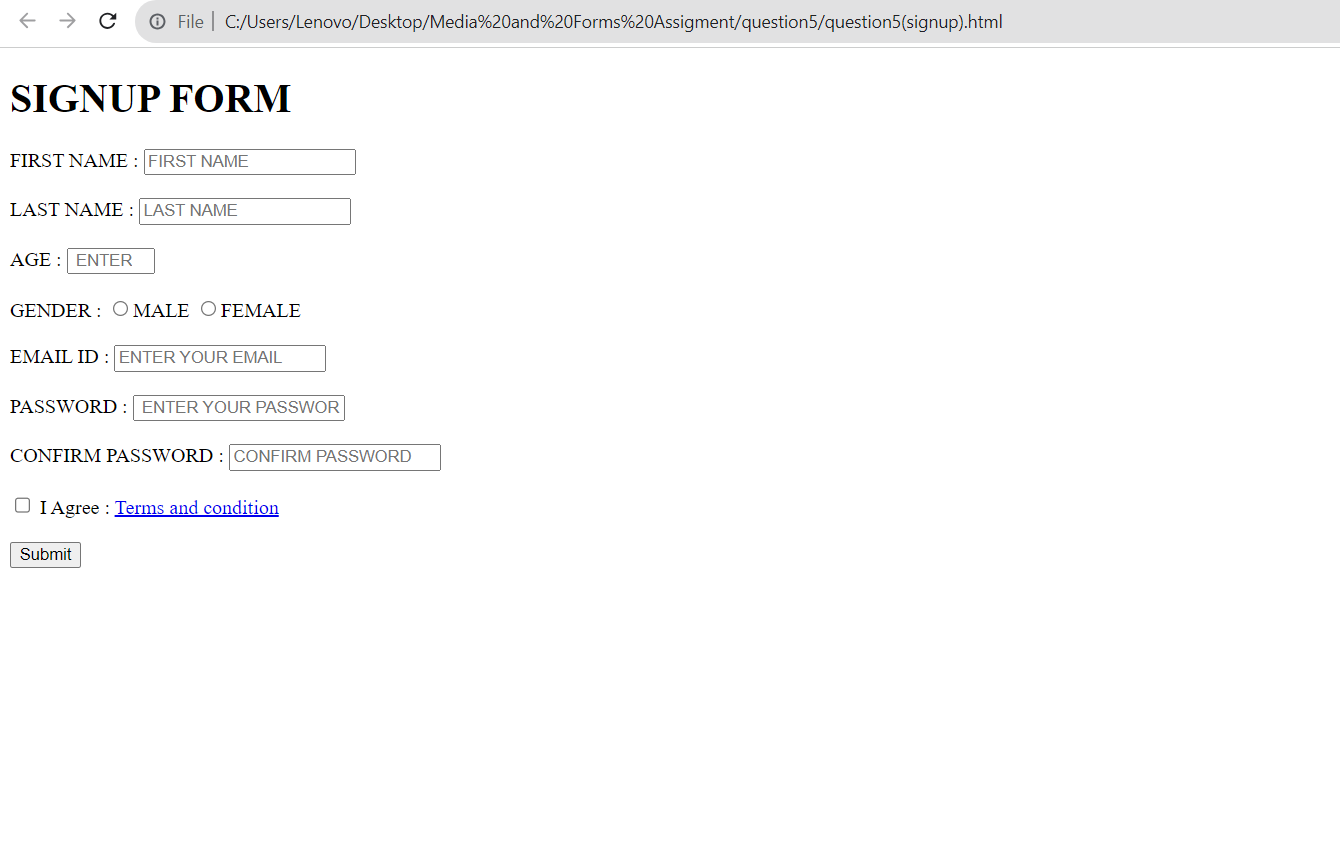 File | C:/Users/Lenovo/Desktop/Media%20and%20Forms%20Assigment/question5/question5(signup).html
SIGNUP FORM
FIRST NAME : FIRST NAME
LAST NAME : LAST NAME
AGE : ENTER
GENDER : MALE FEMALE
EMAIL ID : ENTER YOUR EMAIL
PASSWORD : ENTER YOUR PASSWOR
CONFIRM PASSWORD : CONFIRM PASSWORD
I Agree : Terms and condition
Submit